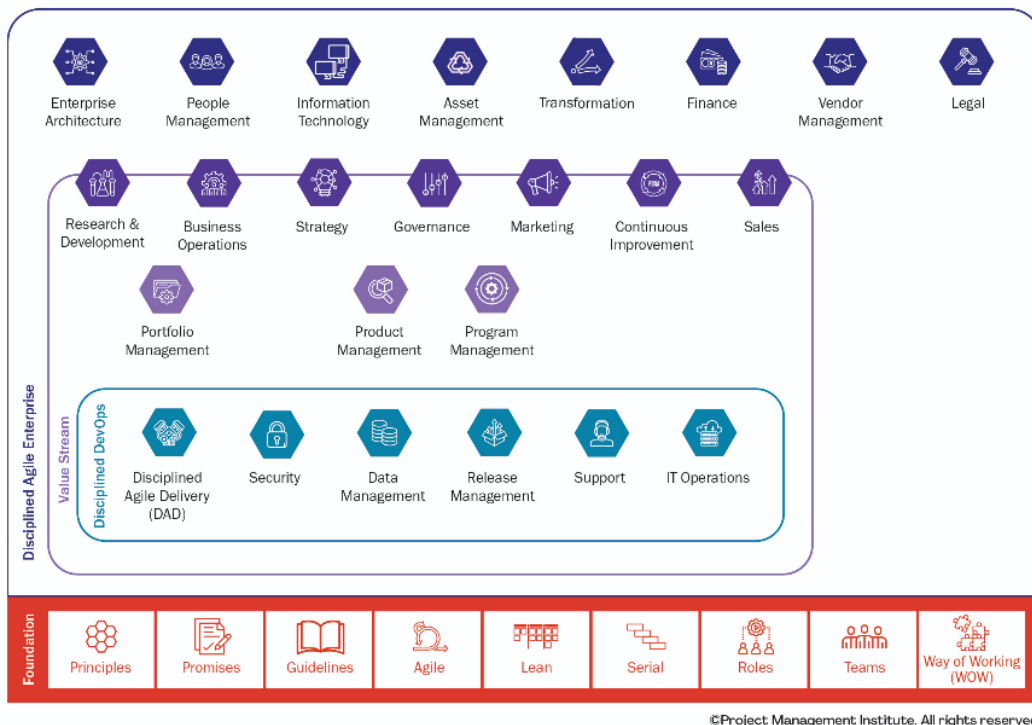 Enterprise
Architecture
People
Management
Information
Technology
Asset
Management
Transformation
Finance
Vendor
Management
Legal
Research &
Development
Business
Operations
Strategy
Governance
Marketing
Continuous
Improvement
Sales
Portfolio
Management
Product
Management
Program
Management
Disciplined Agile Enterprise
Value Stream
Disciplined DevOps
Disciplined
Agile Delivery
(DAD)
Security
Data
Management
Release
Management
Support
IT Operations
Foundation
Principles
Promises
Guidelines
Agile
Lean
Serial
Roles
Teams
Way of Working
(WOW)
©Project Management Institute. All rights reserved